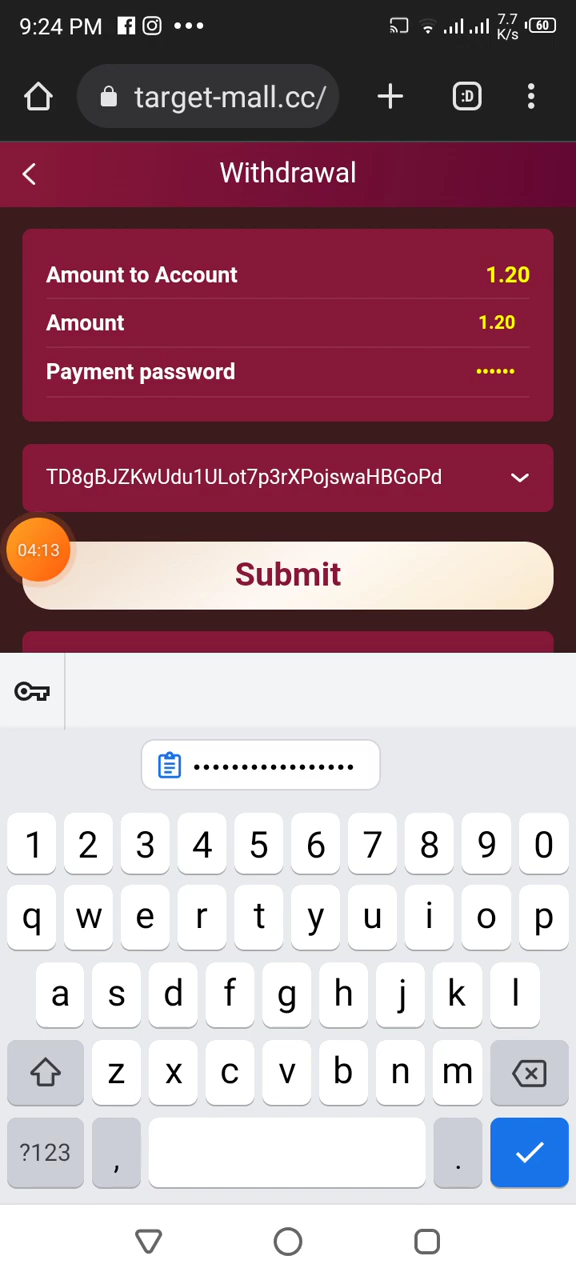 9:24 PM 7.7 K/s 60
target-mall.cc/ :D
Withdrawal
Amount to Account 1.20
Amount 1.20
Payment password ••••••
TD8gBJZKwUdu1ULot7p3rXPojswaHBGoPd
04:13
Submit
•••••••••••••••••
1 2 3 4 5 6 7 8 9 0
q w e r t y u i o p
a s d f g h j k l
z x c v b n m
?123 , .